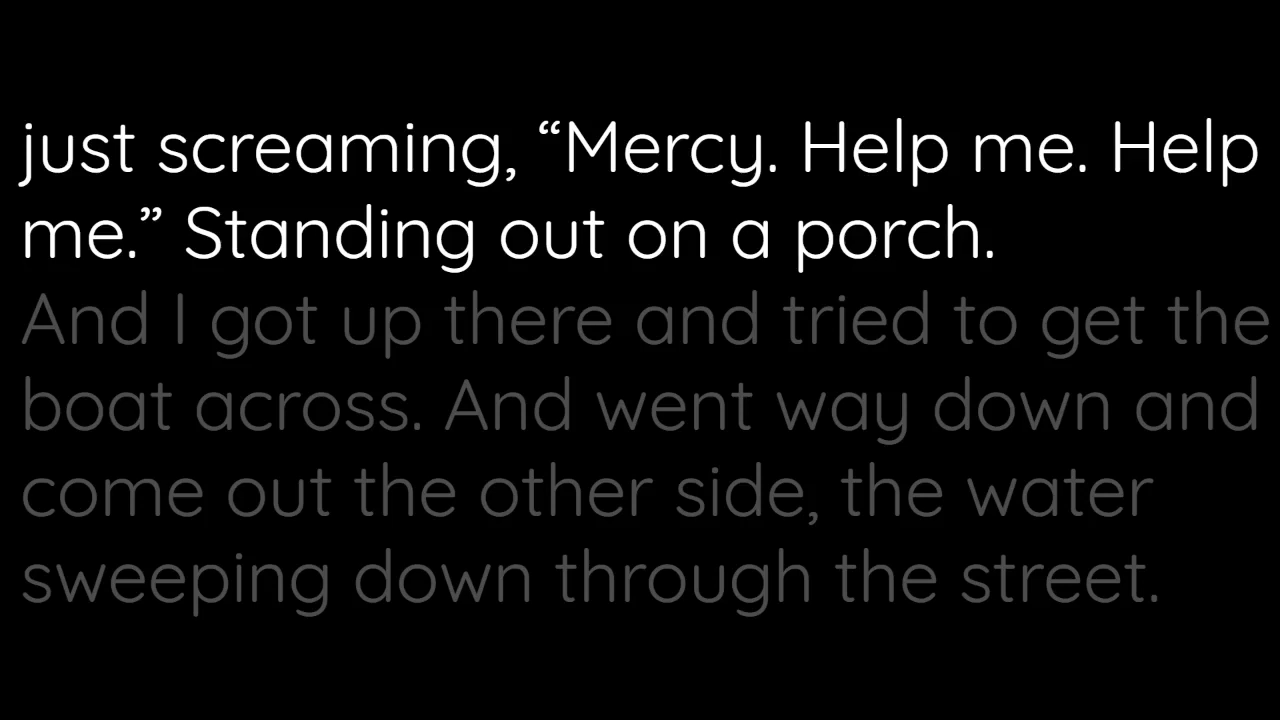 just screaming, “Mercy. Help me. Help
me.” Standing out on a porch.
And I got up there and tried to get the
boat across. And went way down and
come out the other side, the water
sweeping down through the street.